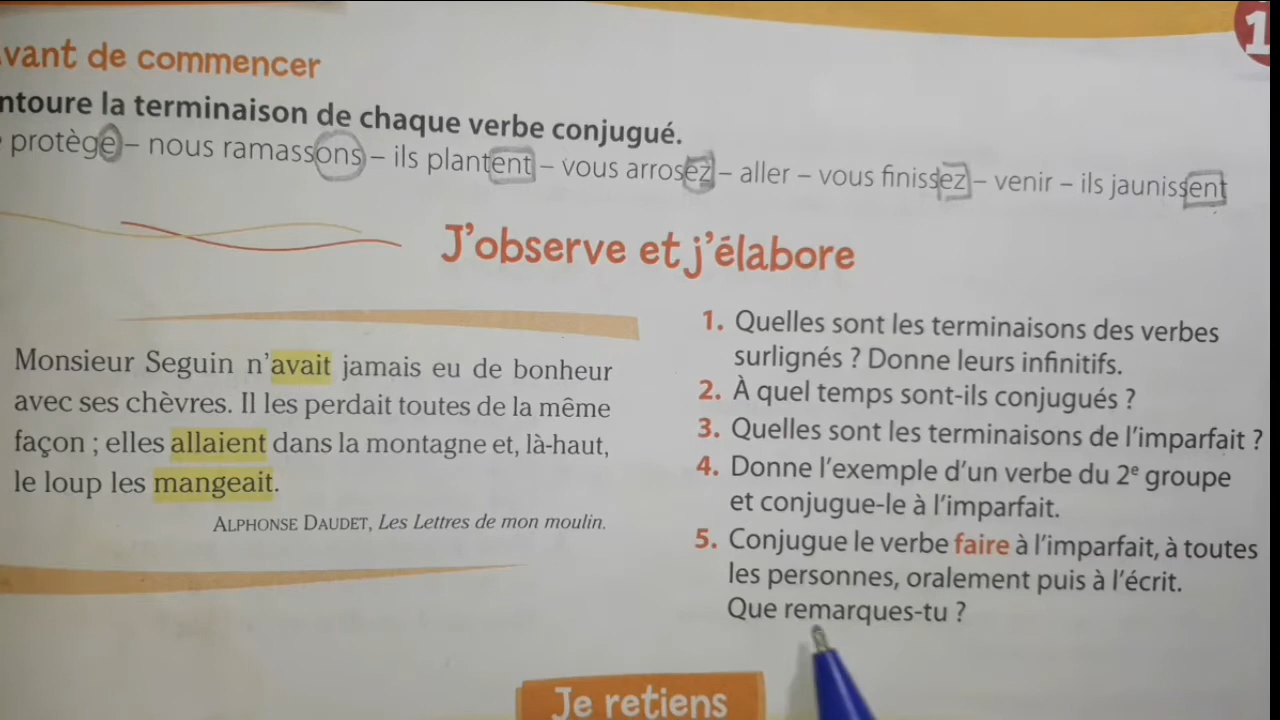 vant de commencer
ntoure la terminaison de chaque verbe conjugué.
protège – nous ramassons – ils plantent – vous arrosez – aller – vous finissez – venir – ils jaunissent
J'observe et j'élabore
Monsieur Seguin n'avait jamais eu de bonheur
avec ses chèvres. Il les perdait toutes de la même
façon ; elles allaient dans la montagne et, là-haut,
le loup les mangeait.
ALPHONSE DAUDET, Les Lettres de mon moulin.
1. Quelles sont les terminaisons des verbes
surlignés ? Donne leurs infinitifs.
2. À quel temps sont-ils conjugués ?
3. Quelles sont les terminaisons de l'imparfait ?
4. Donne l'exemple d'un verbe du 2e groupe
et conjugue-le à l'imparfait.
5. Conjugue le verbe faire à l'imparfait, à toutes
les personnes, oralement puis à l'écrit.
Que remarques-tu ?
Je retiens
1